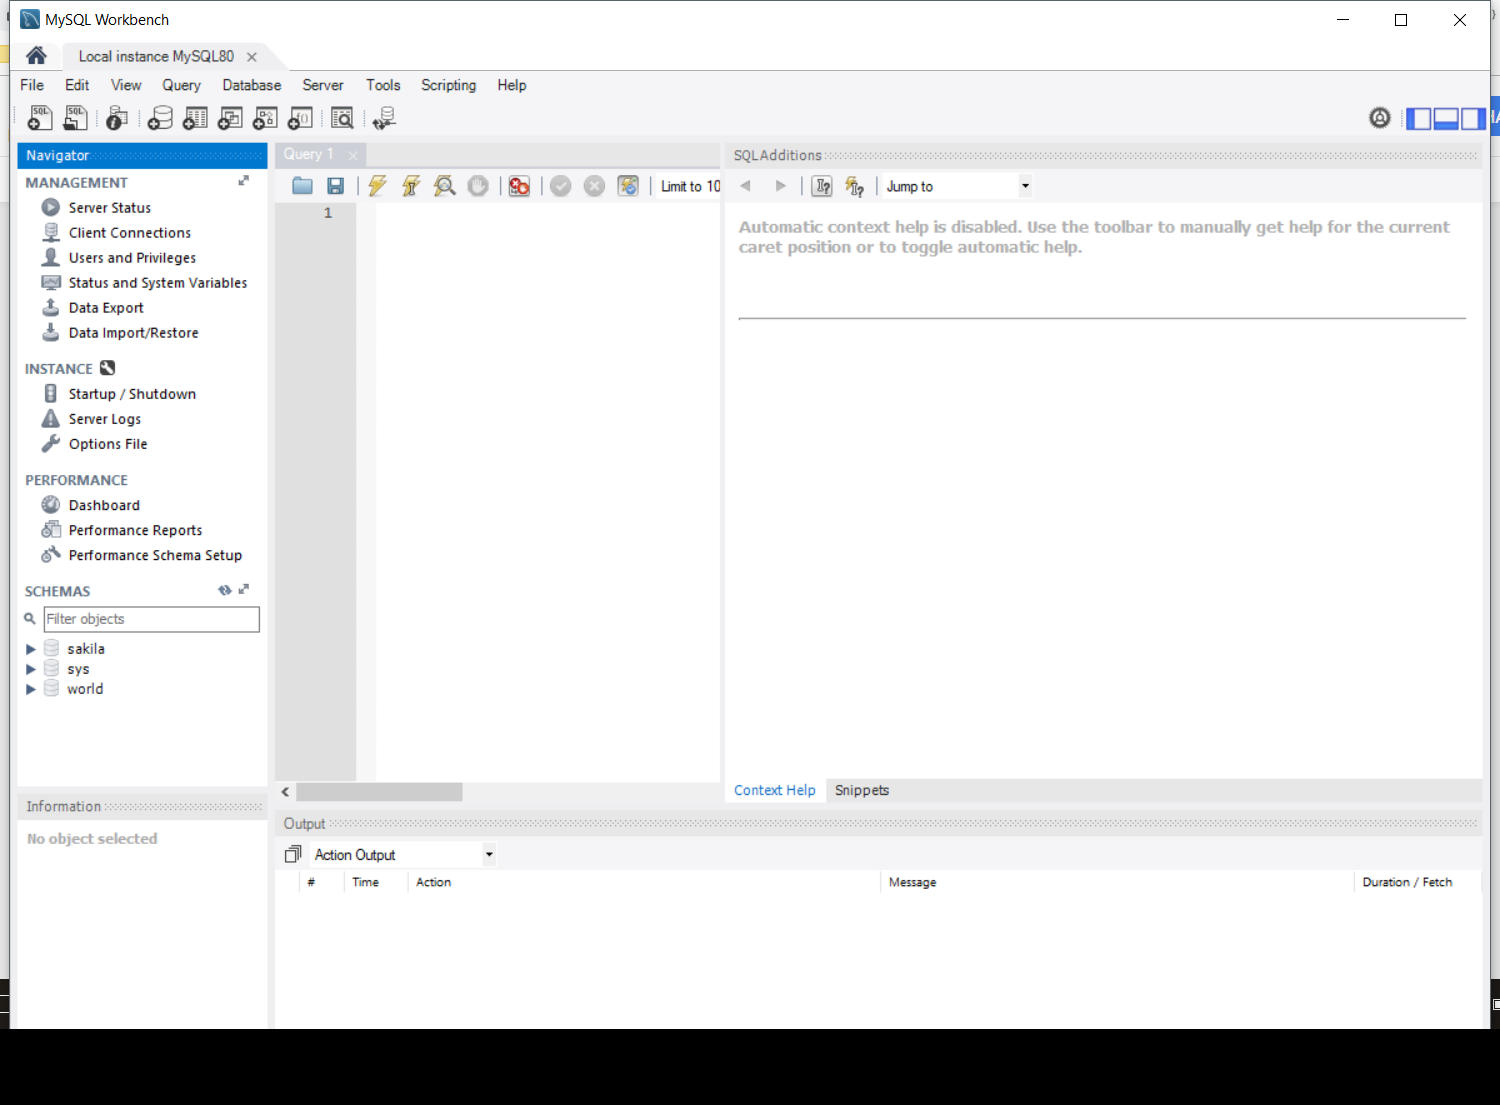 MySQL Workbench
Local instance MySQL80
File Edit View Query Database Server Tools Scripting Help
Navigator
MANAGEMENT
Server Status
Client Connections
Users and Privileges
Status and System Variables
Data Export
Data Import/Restore
INSTANCE
Startup / Shutdown
Server Logs
Options File
PERFORMANCE
Dashboard
Performance Reports
Performance Schema Setup
SCHEMAS
Filter objects
sakila
sys
world
Information
No object selected
Query 1
Limit to 10
1
SQLAdditions
Jump to
Automatic context help is disabled. Use the toolbar to manually get help for the current
caret position or to toggle automatic help.
Context Help Snippets
Output
Action Output
# Time Action Message Duration / Fetch